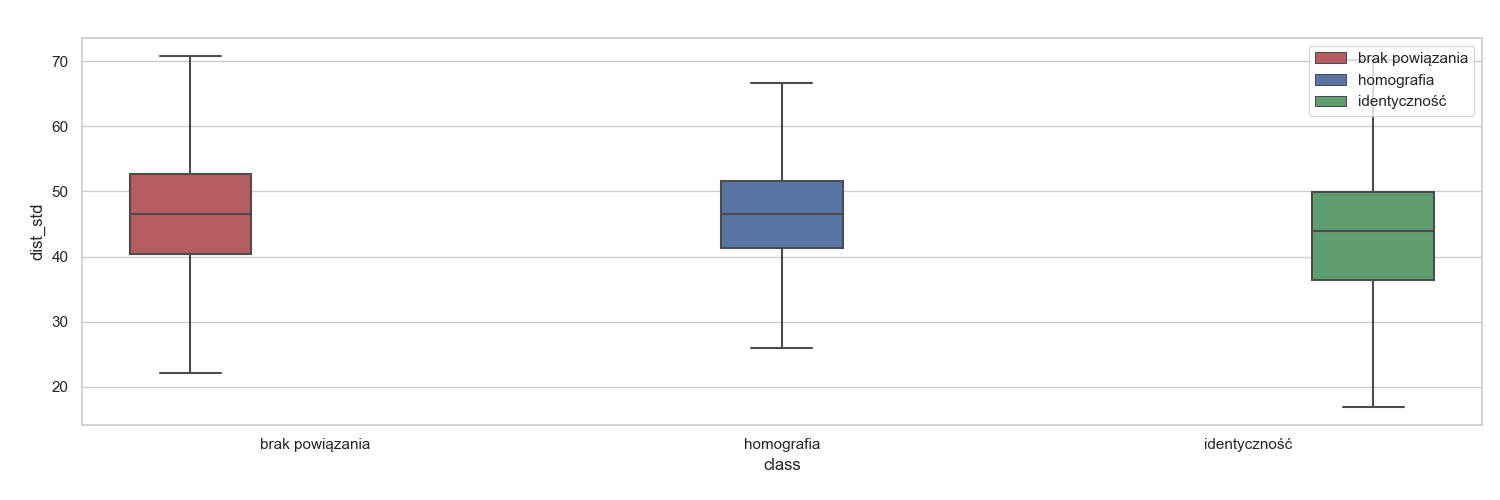 brak powiązania
homografia
identyczność
70
60
50
40
30
20
dist_std
brak powiązania homografia identyczność
class